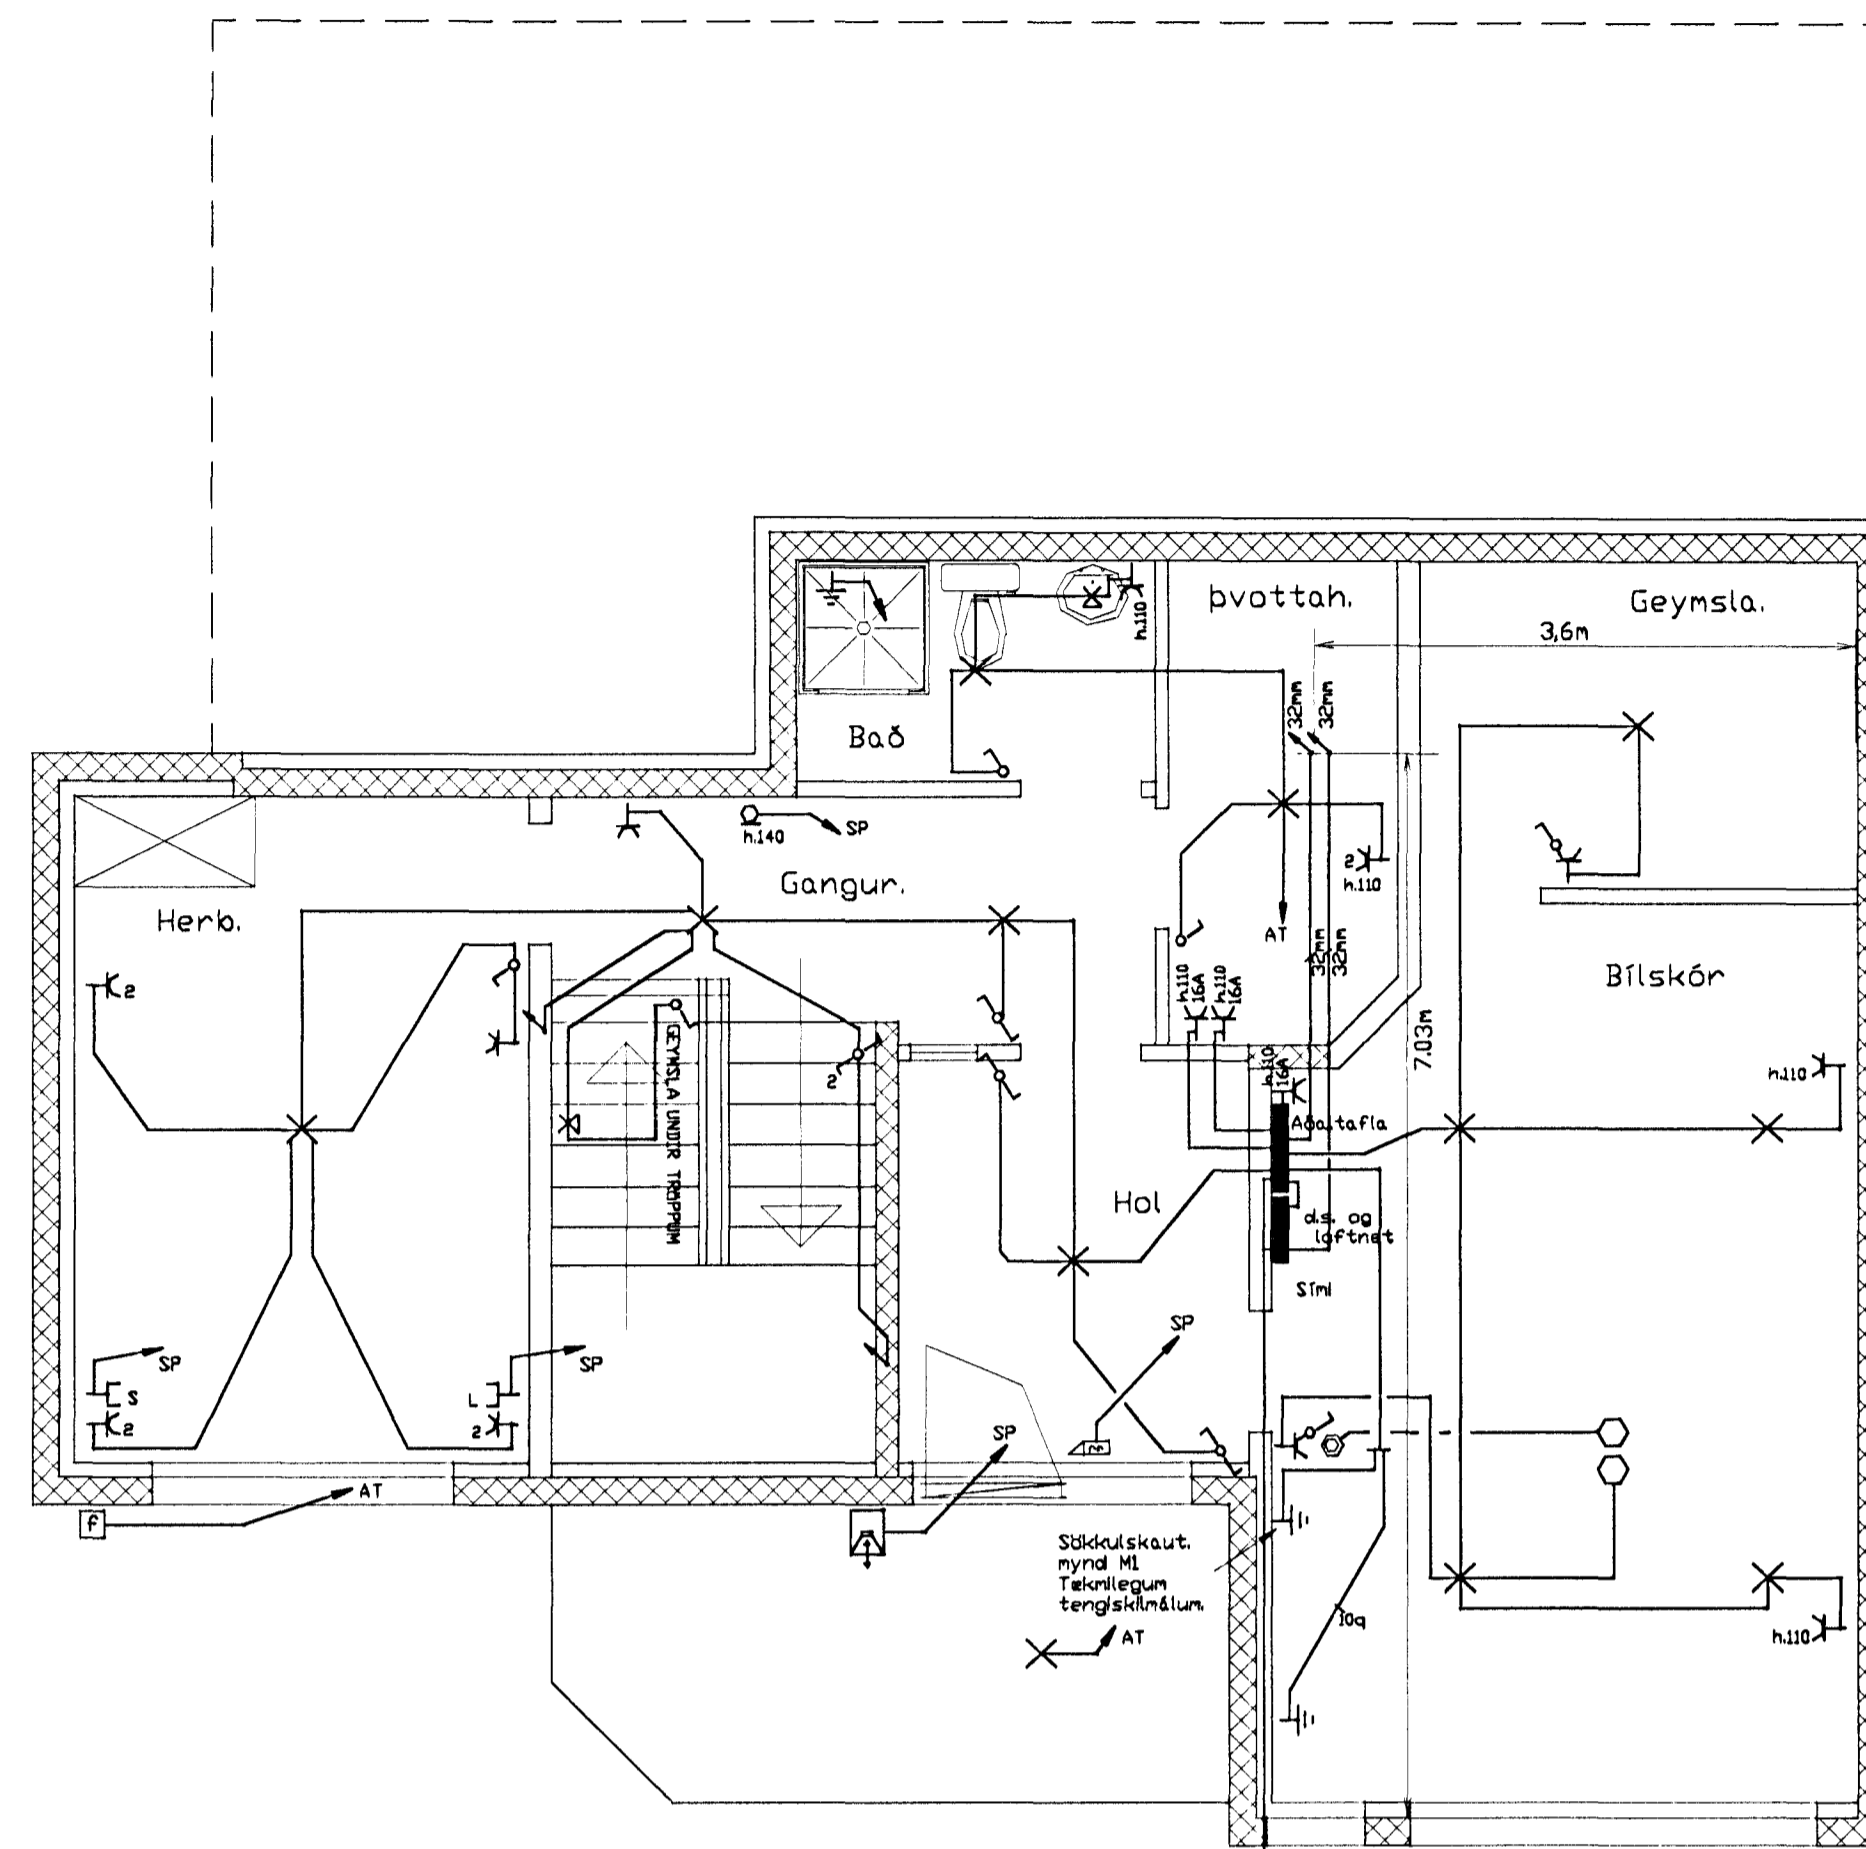 þvottah.
Geymsla.
3,6m
h.110
32mm
32mm
Bað
SP
h.140
2
h.110
Gangur.
Herb.
AT
32mm
32mm
Bílskór
2
h.110
16A
h.110
16A
GEYMSLA UNDIR TRÖPPUM
7.03m
2
h.110
16A
h.110
Aðaltafla
Hol
d.s. og
loftnet
Símí
SP
SP
SP
S
L
2
2
SP
AT
f
Sökkulskaut.
mynd M1
Tæknilegum
tengiskilmálum.
10q
AT
h.110